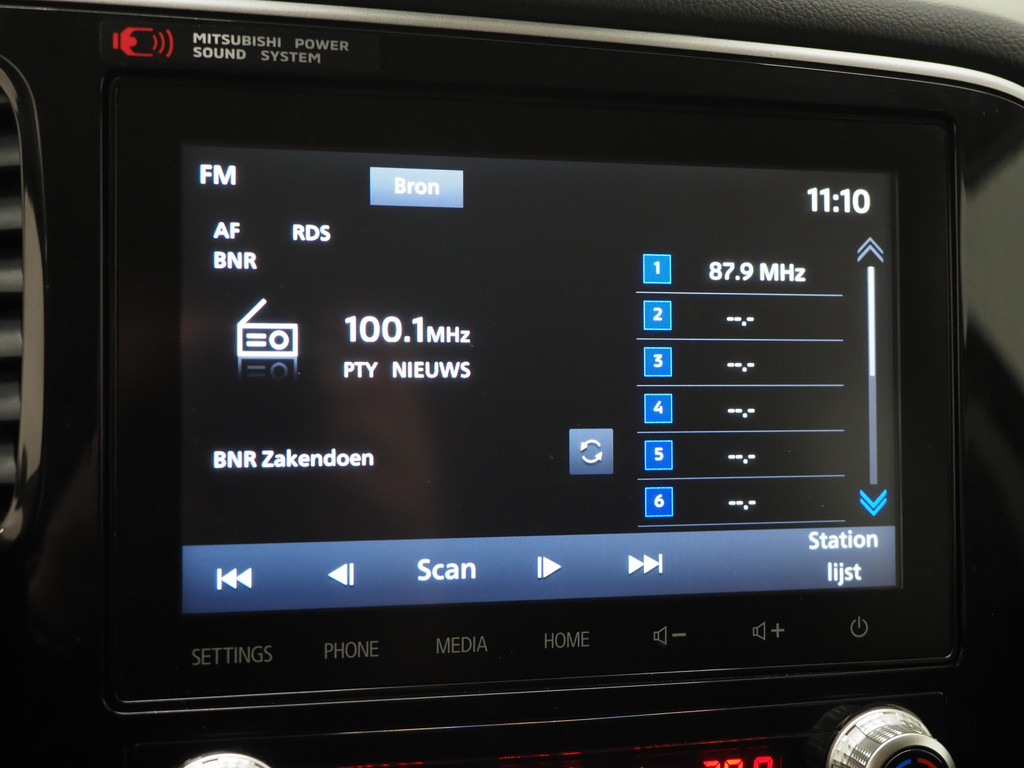 MITSUBISHI POWER
SOUND SYSTEM
FM
Bron
11:10
AF RDS
BNR
100.1MHz
PTY NIEUWS
BNR Zakendoen
1 87.9 MHz
2 --.-
3 --.-
4 --.-
5 --.-
6 --.-
Scan
Station
lijst
SETTINGS PHONE MEDIA HOME